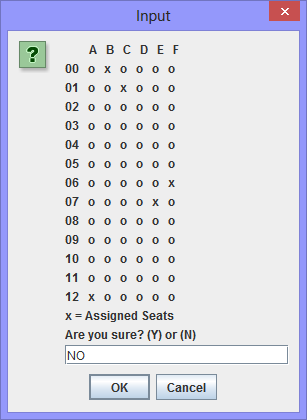 Input
?
A B C D E F
00 o x o o o o
01 o o x o o o
02 o o o o o o
03 o o o o o o
04 o o o o o o
05 o o o o o o
06 o o o o o x
07 o o o o x o
08 o o o o o o
09 o o o o o o
10 o o o o o o
11 o o o o o o
12 x o o o o o
x = Assigned Seats
Are you sure? (Y) or (N)
NO
OK Cancel